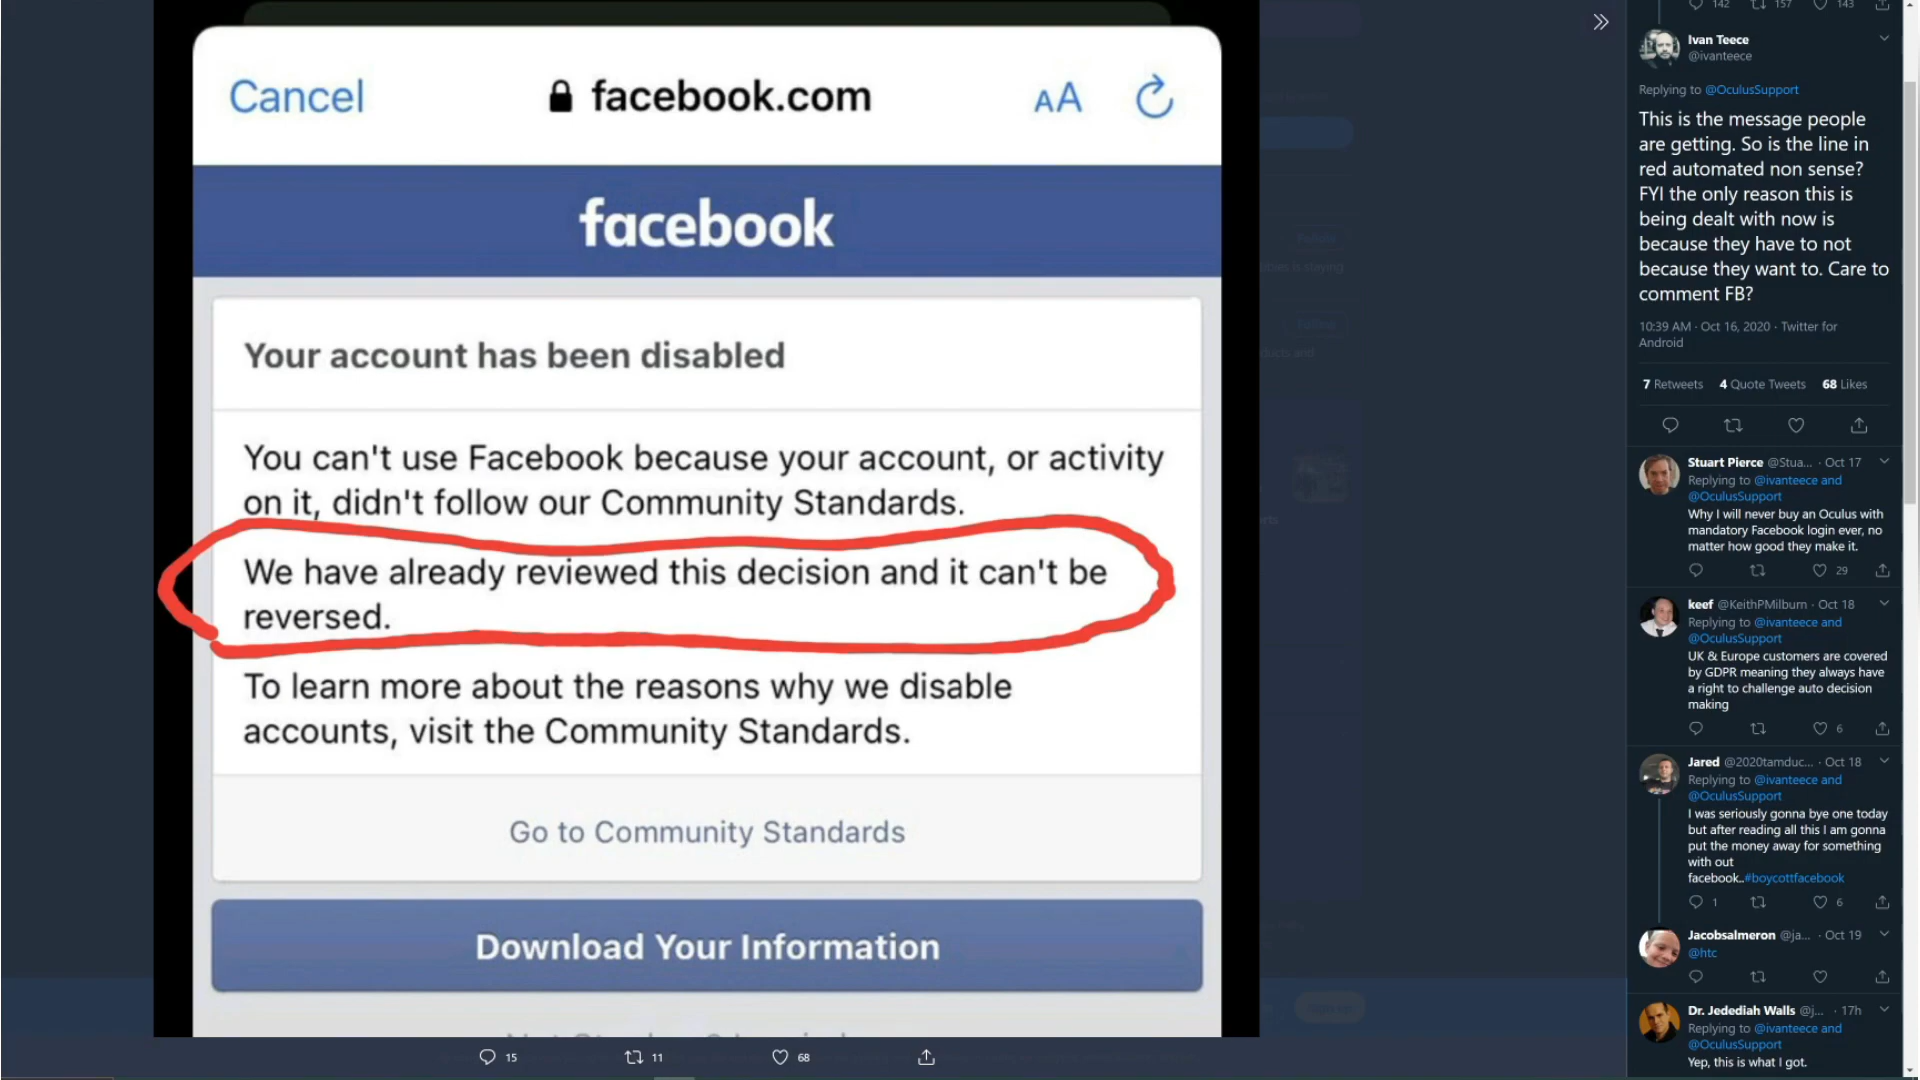 Cancel
facebook.com
AA
facebook
Your account has been disabled
You can't use Facebook because your account, or activity
on it, didn't follow our Community Standards.
We have already reviewed this decision and it can't be
reversed.
To learn more about the reasons why we disable
accounts, visit the Community Standards.
Go to Community Standards
Download Your Information
15
11
68
142
157
143
Ivan Teece
@ivanteece
Replying to @OculusSupport
This is the message people
are getting. So is the line in
red automated non sense?
FYI the only reason this is
being dealt with now is
because they have to not
because they want to. Care to
comment FB?
10:39 AM · Oct 16, 2020 · Twitter for
Android
7 Retweets 4 Quote Tweets 68 Likes
Stuart Pierce @Stua... · Oct 17
Replying to @ivanteece and
@OculusSupport
Why I will never buy an Oculus with
mandatory Facebook login ever, no
matter how good they make it.
29
keef @KeithPMilburn · Oct 18
Replying to @ivanteece and
@OculusSupport
UK & Europe customers are covered
by GDPR meaning they always have
a right to challenge auto decision
making
6
Jared @2020tamduc... · Oct 18
Replying to @ivanteece and
@OculusSupport
I was seriously gonna bye one today
but after reading all this I am gonna
put the money away for something
with out
facebook..#boycottfacebook
1
6
Jacobsalmeron @ja... · Oct 19
@htc
Dr. Jedediah Walls @j... · 17h
Replying to @ivanteece and
@OculusSupport
Yep, this is what I got.